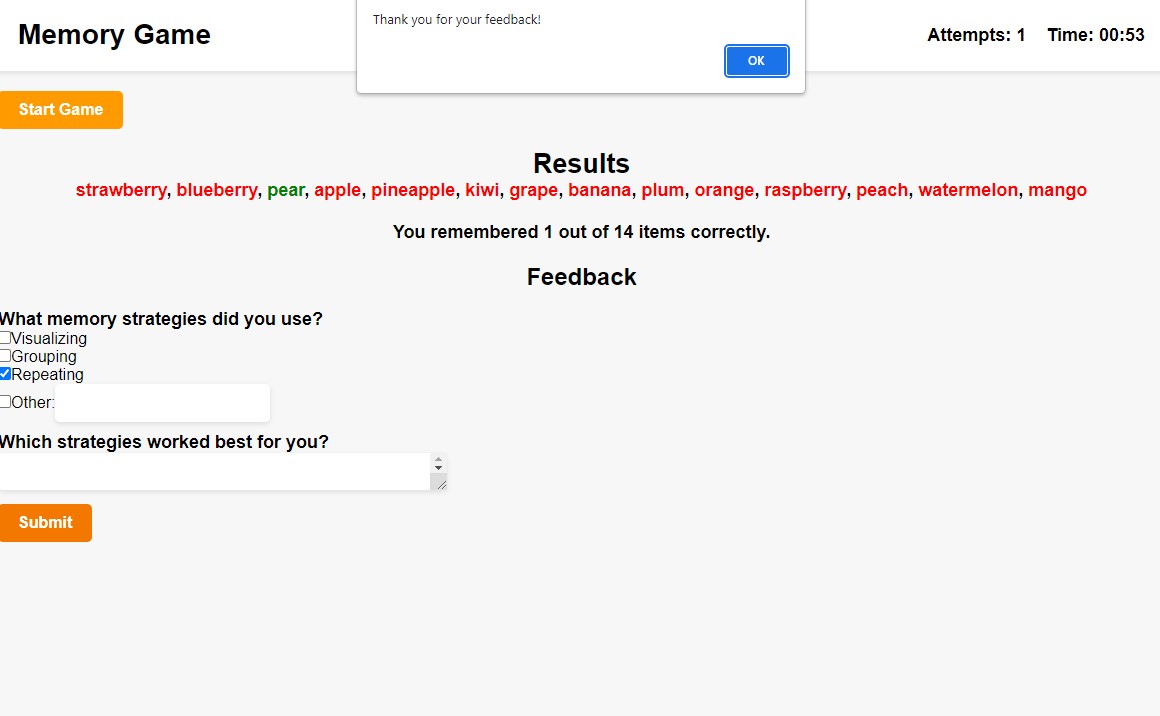 Memory Game
Thank you for your feedback!
OK
Attempts: 1 Time: 00:53
Start Game
Results
strawberry, blueberry, pear, apple, pineapple, kiwi, grape, banana, plum, orange, raspberry, peach, watermelon, mango
You remembered 1 out of 14 items correctly.
Feedback
What memory strategies did you use?
Visualizing
Grouping
Repeating
Other:
Which strategies worked best for you?
Submit